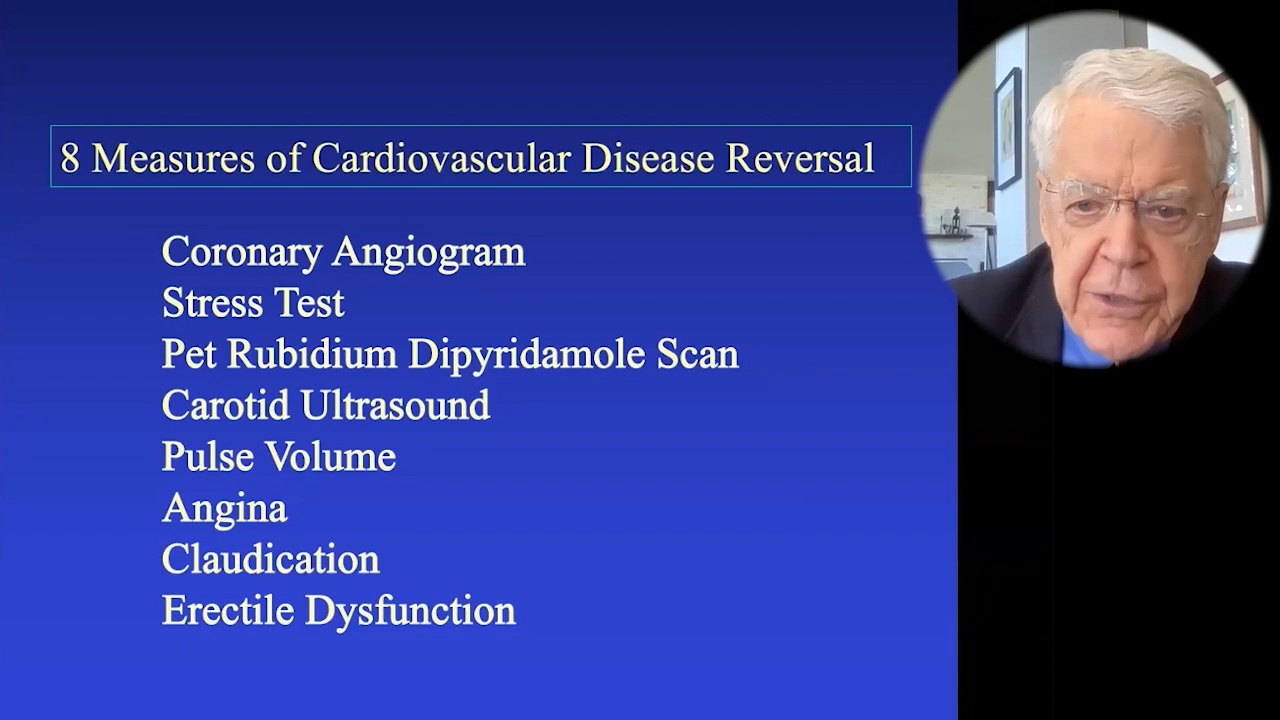 8 Measures of Cardiovascular Disease Reversal
Coronary Angiogram
Stress Test
Pet Rubidium Dipyridamole Scan
Carotid Ultrasound
Pulse Volume
Angina
Claudication
Erectile Dysfunction